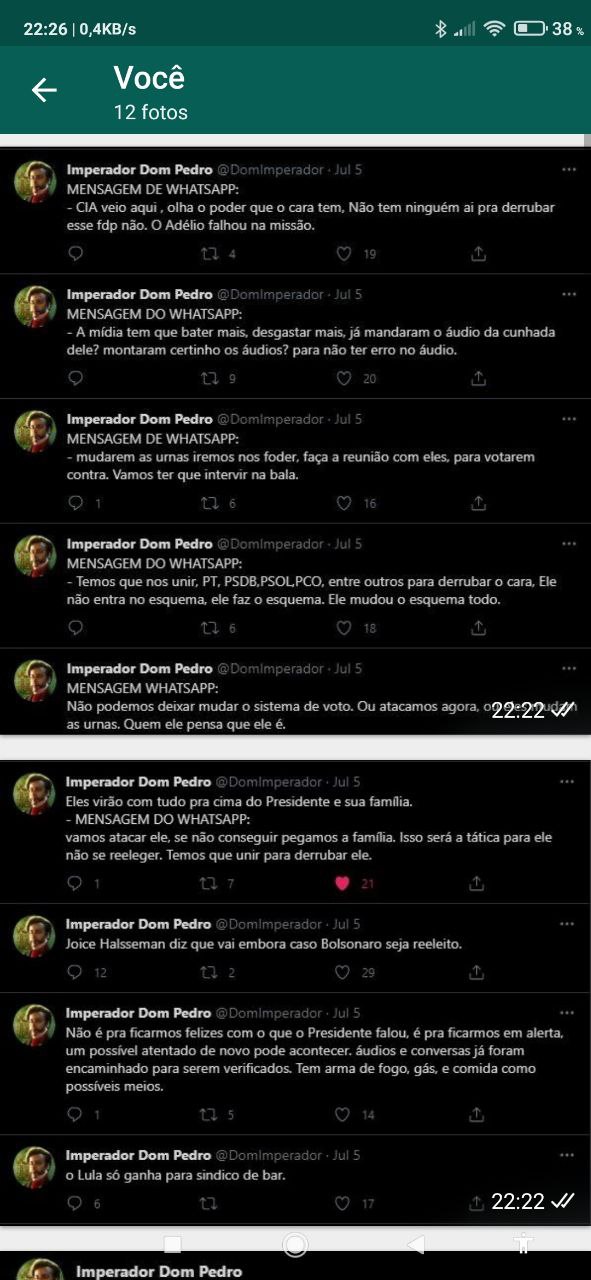 22:26 | 0,4KB/s
38 %
Você
12 fotos
Imperador Dom Pedro @DomImperador · Jul 5
MENSAGEM DE WHATSAPP:
- CIA veio aqui , olha o poder que o cara tem, Não tem ninguém ai pra derrubar
esse fdp não. O Adélio falhou na missão.
4 19
Imperador Dom Pedro @DomImperador · Jul 5
MENSAGEM DO WHATSAPP:
- A mídia tem que bater mais, desgastar mais, já mandaram o áudio da cunhada
dele? montaram certinho os áudios? para não ter erro no áudio.
9 20
Imperador Dom Pedro @DomImperador · Jul 5
MENSAGEM DE WHATSAPP:
- mudarem as urnas iremos nos foder, faça a reunião com eles, para votarem
contra. Vamos ter que intervir na bala.
1 6 16
Imperador Dom Pedro @DomImperador · Jul 5
MENSAGEM DO WHATSAPP:
- Temos que nos unir, PT, PSDB,PSOL,PCO, entre outros para derrubar o cara, Ele
não entra no esquema, ele faz o esquema. Ele mudou o esquema todo.
6 18
Imperador Dom Pedro @DomImperador · Jul 5
MENSAGEM WHATSAPP:
Não podemos deixar mudar o sistema de voto. Ou atacamos agora, ou eles mudam
22:22
as urnas. Quem ele pensa que ele é.
Imperador Dom Pedro @DomImperador · Jul 5
Eles virão com tudo pra cima do Presidente e sua família.
- MENSAGEM DO WHATSAPP:
vamos atacar ele, se não conseguir pegamos a família. Isso será a tática para ele
não se reeleger. Temos que unir para derrubar ele.
1 7 21
Imperador Dom Pedro @DomImperador · Jul 5
Joice Halsseman diz que vai embora caso Bolsonaro seja reeleito.
12 2 29
Imperador Dom Pedro @DomImperador · Jul 5
Não é pra ficarmos felizes com o que o Presidente falou, é pra ficarmos em alerta,
um possível atentado de novo pode acontecer. áudios e conversas já foram
encaminhado para serem verificados. Tem arma de fogo, gás, e comida como
possíveis meios.
1 5 14
Imperador Dom Pedro @DomImperador · Jul 5
o Lula só ganha para sindico de bar.
6 17 22:22
Imperador Dom Pedro